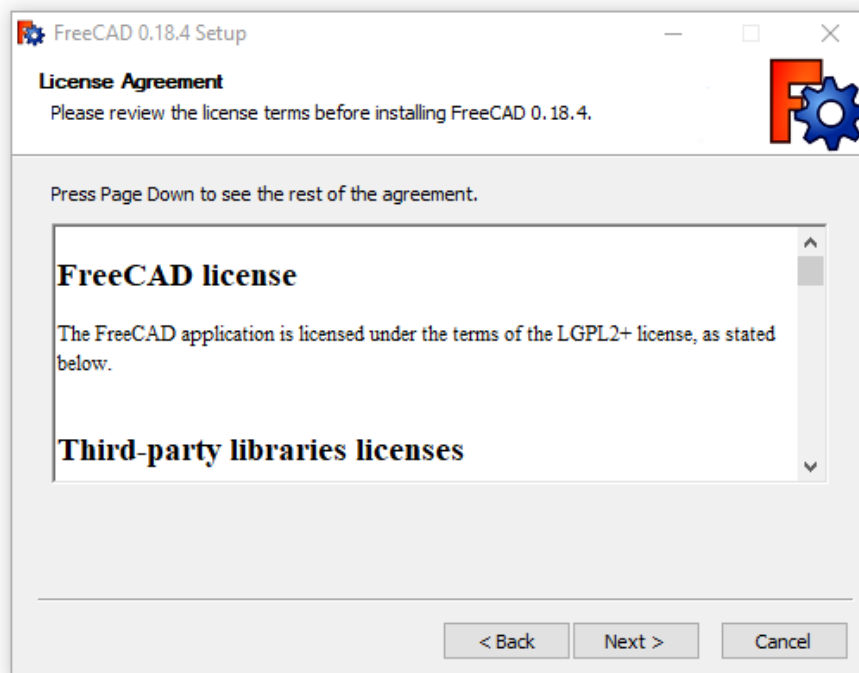 FreeCAD 0.18.4 Setup
License Agreement
Please review the license terms before installing FreeCAD 0.18.4.
Press Page Down to see the rest of the agreement.
FreeCAD license
The FreeCAD application is licensed under the terms of the LGPL2+ license, as stated
below.
Third-party libraries licenses
< Back
Next >
Cancel